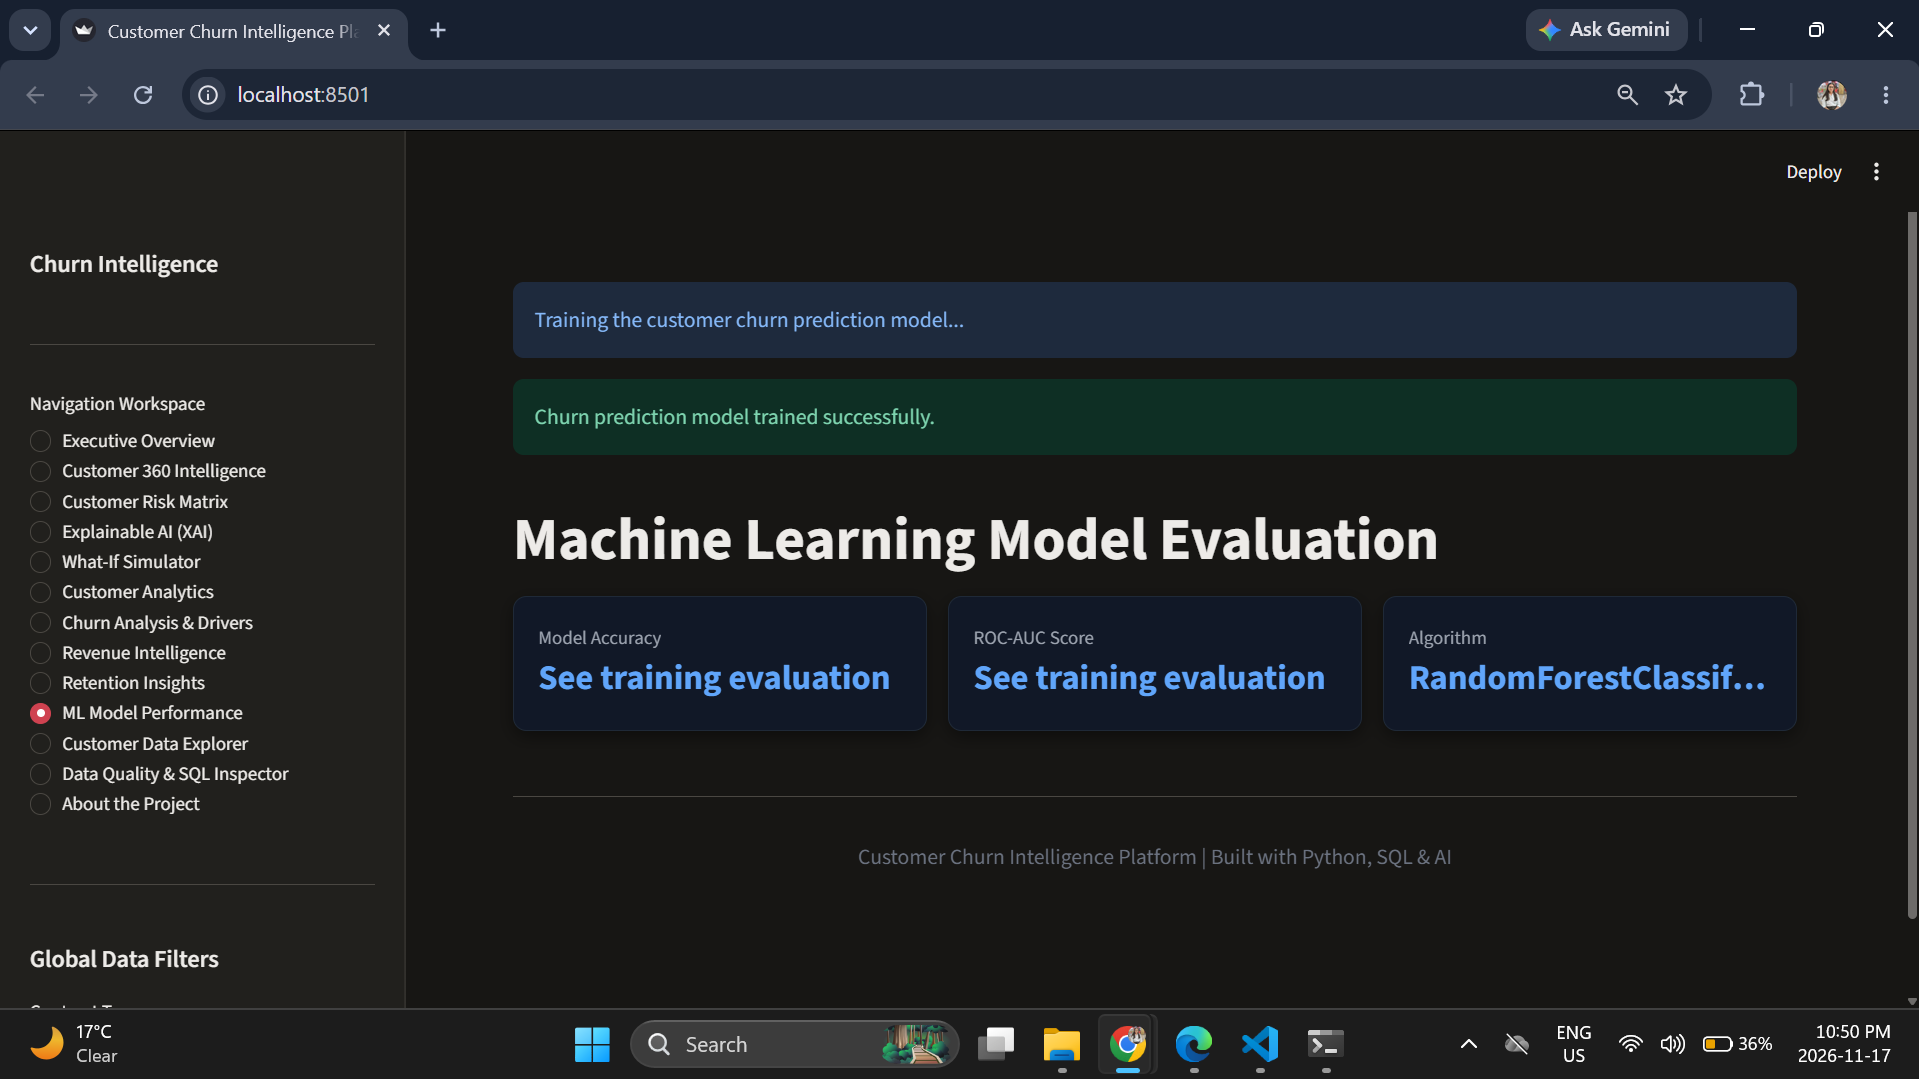 Customer Churn Intelligence Pla
Ask Gemini
localhost:8501
Deploy
Churn Intelligence
Navigation Workspace
Executive Overview
Customer 360 Intelligence
Customer Risk Matrix
Explainable AI (XAI)
What-If Simulator
Customer Analytics
Churn Analysis & Drivers
Revenue Intelligence
Retention Insights
ML Model Performance
Customer Data Explorer
Data Quality & SQL Inspector
About the Project
Global Data Filters
Training the customer churn prediction model...
Churn prediction model trained successfully.
Machine Learning Model Evaluation
Model Accuracy
See training evaluation
ROC-AUC Score
See training evaluation
Algorithm
RandomForestClassif...
Customer Churn Intelligence Platform | Built with Python, SQL & AI
17°C
Clear
Search
ENG
US
36%
10:50 PM
2026-11-17